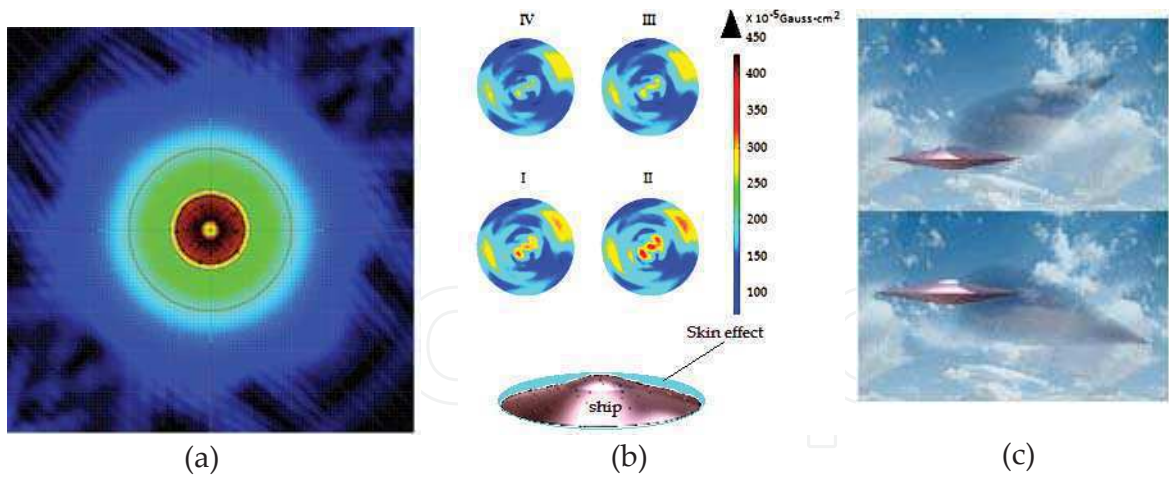 IV
III
X 10⁻⁵Gauss-cm²
450
400
350
300
250
200
150
100
I
II
Skin effect
ship
(a)
(b)
(c)